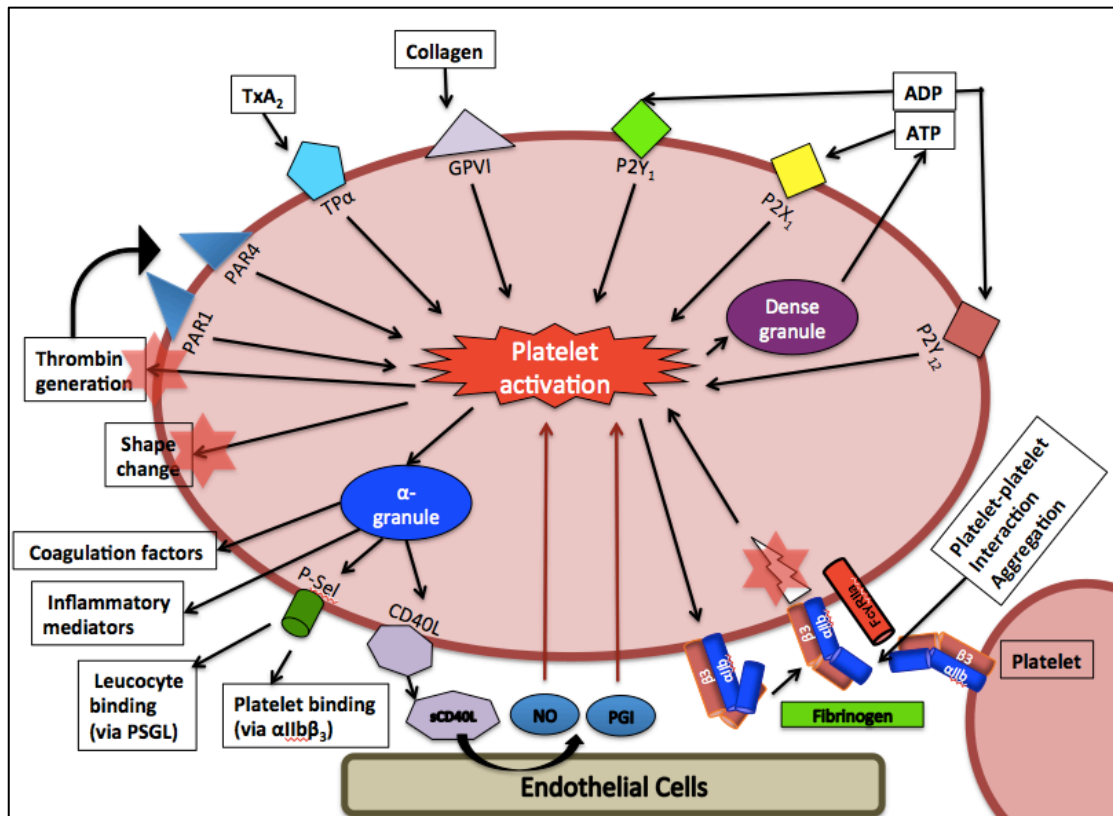 Collagen
TxA₂
ADP
ATP
TPα
GPVI
P2Y₁
P2X₁
PAR4
PAR1
P2Y₁₂
Dense
granule
Platelet
activation
Thrombin
generation
Shape
change
α-
granule
Coagulation factors
Inflammatory
mediators
P-Sel
CD40L
Leucocyte
binding
(via PSGL)
Platelet binding
(via αIIbβ₃)
sCD40L
NO
PGI
β3
αIIb
β3
αIIb
FcγRIIa
β3
αIIb
Platelet-platelet
Interaction
Aggregation
Platelet
Fibrinogen
Endothelial Cells